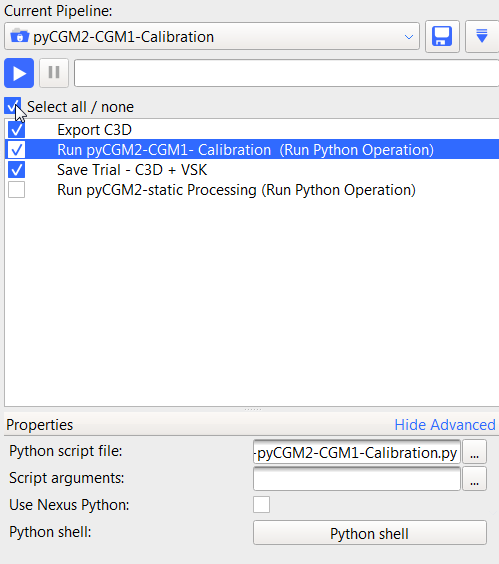 Current Pipeline:
pyCGM2-CGM1-Calibration
Select all / none
Export C3D
Run pyCGM2-CGM1- Calibration (Run Python Operation)
Save Trial - C3D + VSK
Run pyCGM2-static Processing (Run Python Operation)
Properties
Hide Advanced
Python script file: -pyCGM2-CGM1-Calibration.py ...
Script arguments: ...
Use Nexus Python:
Python shell: Python shell